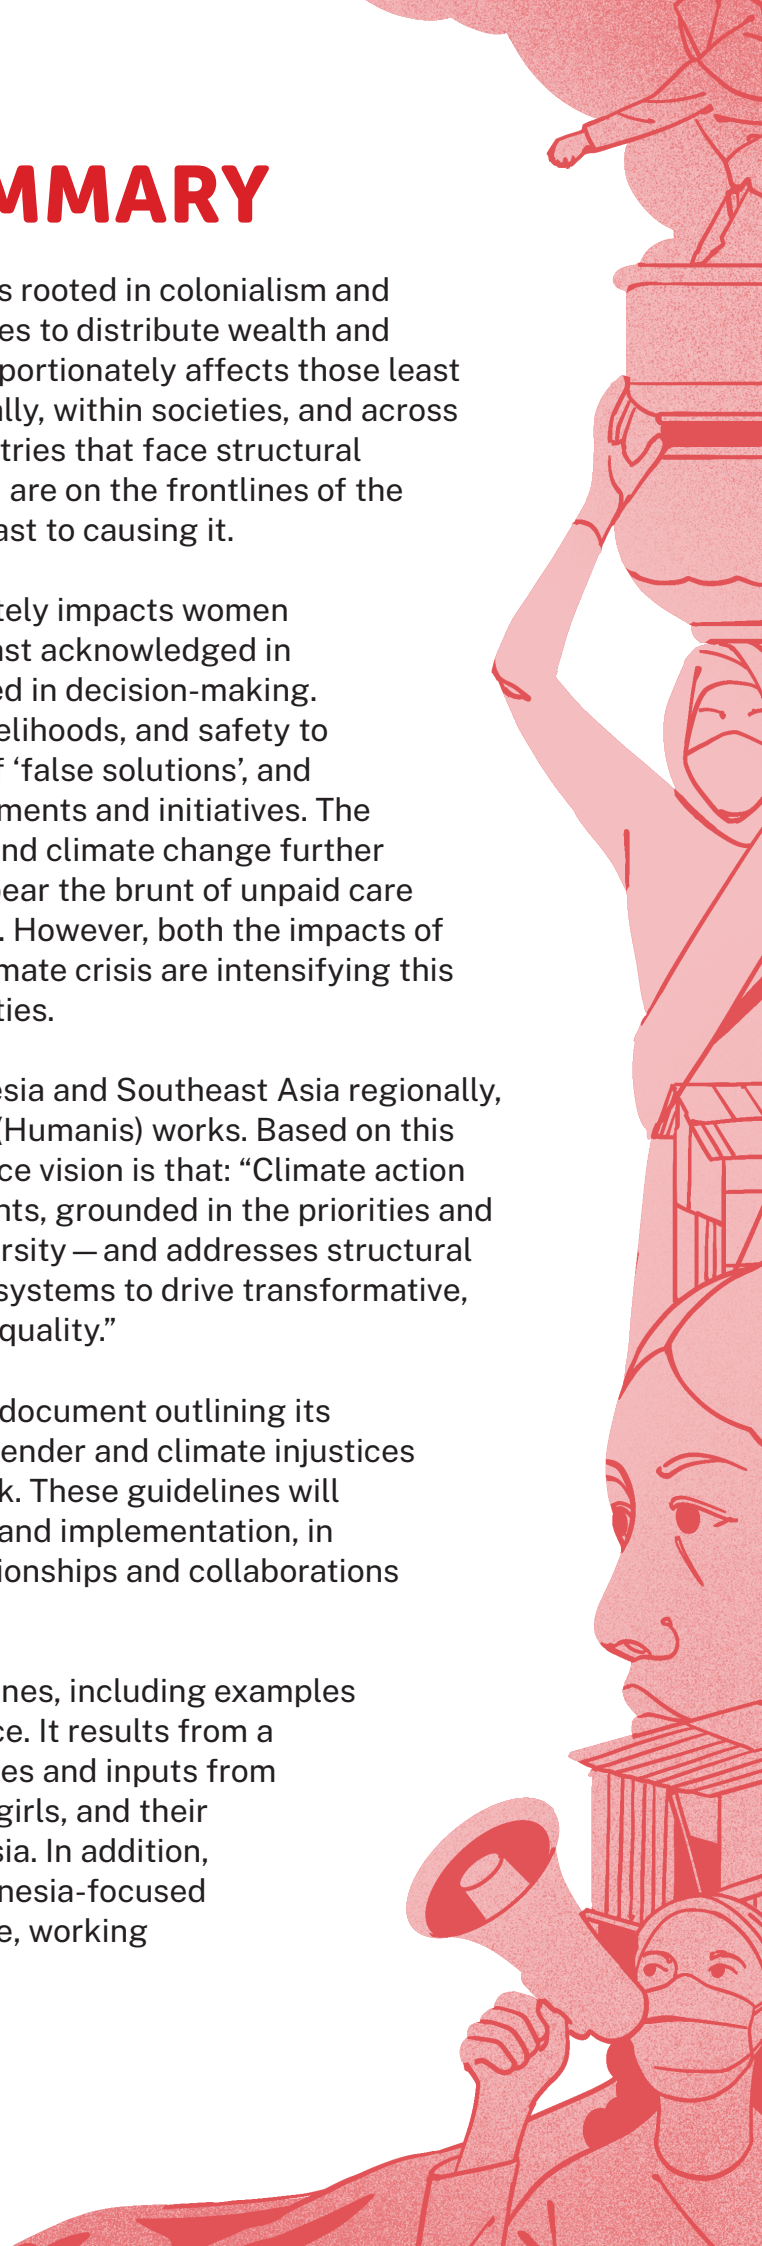 MMARY
s rooted in colonialism and
es to distribute wealth and
portionately affects those least
ally, within societies, and across
tries that face structural
are on the frontlines of the
ast to causing it.
tely impacts women
ast acknowledged in
ed in decision-making.
elihoods, and safety to
f ‘false solutions’, and
ments and initiatives. The
nd climate change further
bear the brunt of unpaid care
. However, both the impacts of
mate crisis are intensifying this
ties.
esia and Southeast Asia regionally,
(Humanis) works. Based on this
ce vision is that: “Climate action
nts, grounded in the priorities and
rsity — and addresses structural
systems to drive transformative,
quality.”
document outlining its
ender and climate injustices
k. These guidelines will
and implementation, in
ionships and collaborations
nes, including examples
ce. It results from a
es and inputs from
girls, and their
sia. In addition,
nesia-focused
e, working